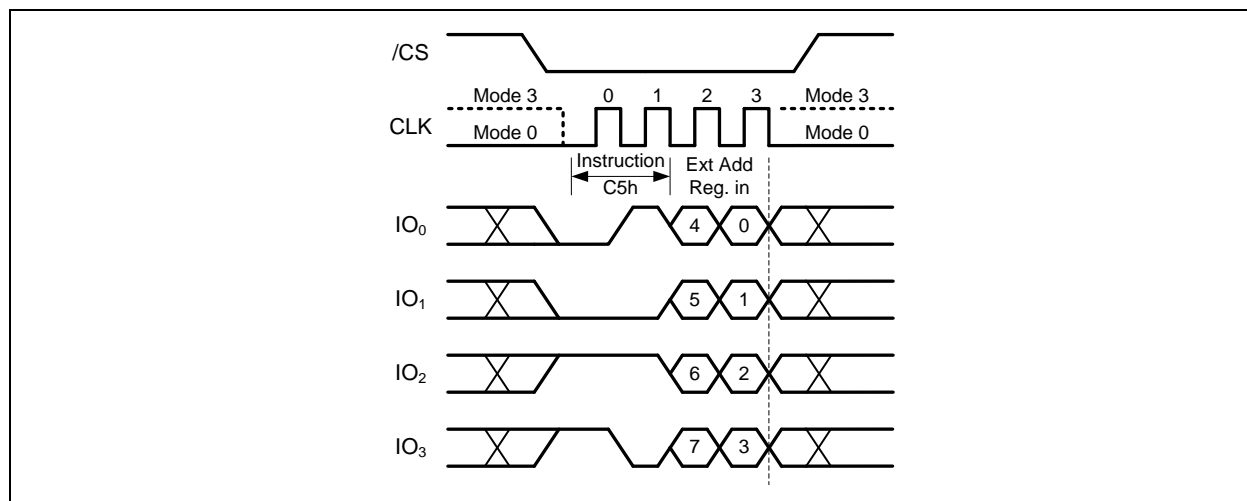 /CS
Mode 3 0 1 2 3 Mode 3
CLK Mode 0 Mode 0
Instruction Ext Add
C5h Reg. in
IO₀ 4 0
IO₁ 5 1
IO₂ 6 2
IO₃ 7 3